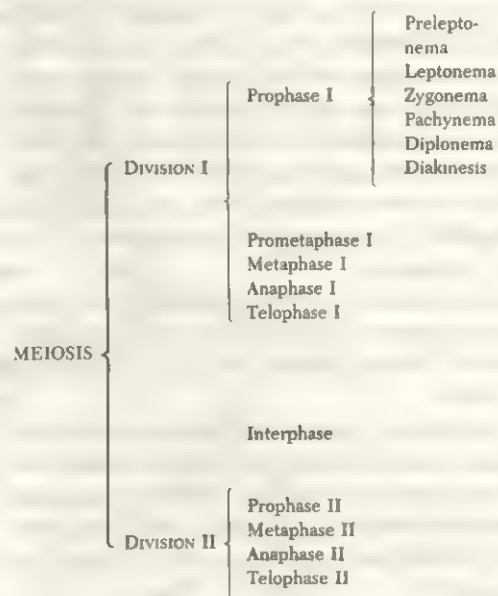 Prelepto-
nema
Leptonema
Prophase I
Zygonema
Pachynema
Diplonema
DIVISION I
Diakinesis
Prometaphase I
Metaphase I
Anaphase I
Telophase I
MEIOSIS
Interphase
Prophase II
Metaphase II
DIVISION II
Anaphase II
Telophase II